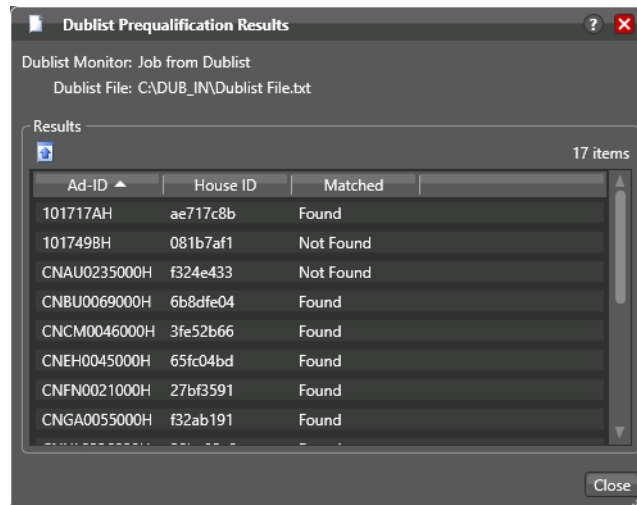 Dublist Prequalification Results ?
Dublist Monitor: Job from Dublist
Dublist File: C:\DUB_IN\Dublist File.txt
Results
17 items
Ad-ID House ID Matched
101717AH ae717c8b Found
101749BH 081b7af1 Not Found
CNAU0235000H f324e433 Not Found
CNBU0069000H 6b8dfe04 Found
CNCM0046000H 3fe52b66 Found
CNEH0045000H 65fc04bd Found
CNFN0021000H 27bf3591 Found
CNGA0055000H f32ab191 Found
Close